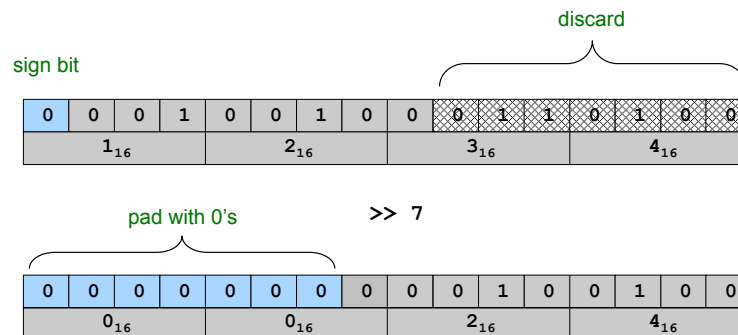 discard
sign bit
0 0 0 1 0 0 1 0 0 0 1 1 0 1 0 0
1₁₆ 2₁₆ 3₁₆ 4₁₆
pad with 0's >> 7
0 0 0 0 0 0 0 0 0 0 1 0 0 1 0 0
0₁₆ 0₁₆ 2₁₆ 4₁₆